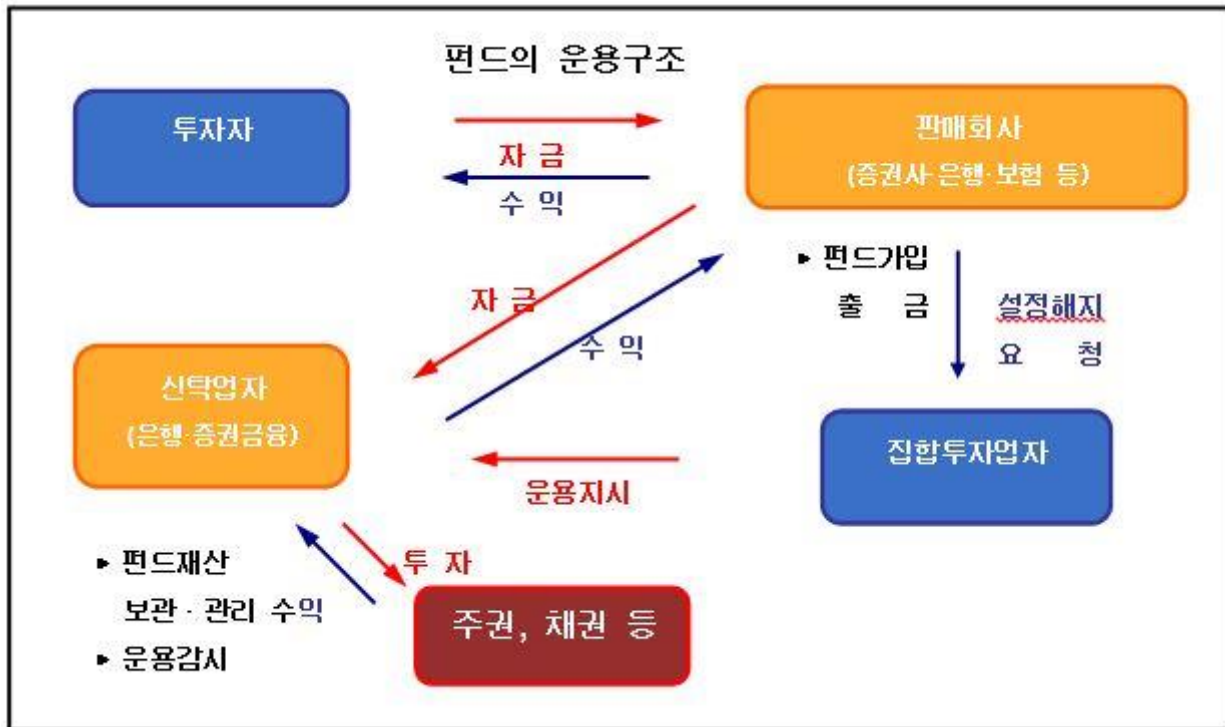 펀드의 운용구조
투자자
판매회사
(증권사·은행·보험 등)
자 금
수 익
▸ 펀드가입
출 금
설정해지
요 청
자 금
수 익
신탁업자
(은행·증권금융)
집합투자업자
운용지시
▸ 펀드재산
보관·관리 수익
▸ 운용감시
투 자
주권, 채권 등